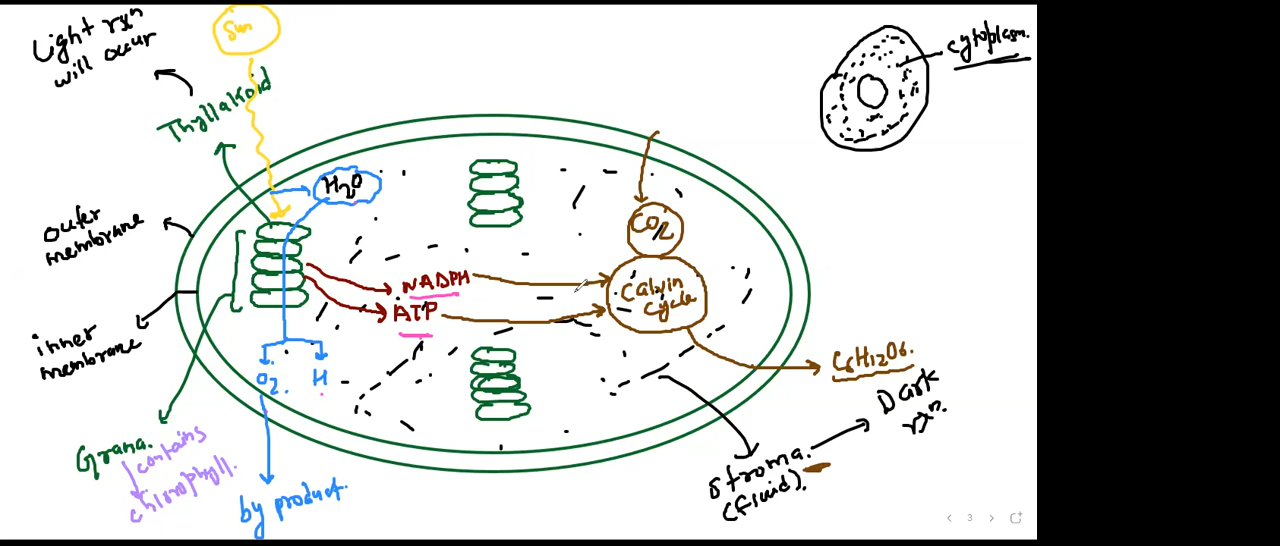 Light rxn
will occur
Sun
cytoplasm.
Thyllakoid
H2O
outer
membrane
CO2
NADPH
ATP
Calvin
cycle
inner
membrane
O2.
H
C6H12O6.
Dark
rxn.
Grana.
contains
chlorophyll.
by product.
stroma.
(fluid).
3